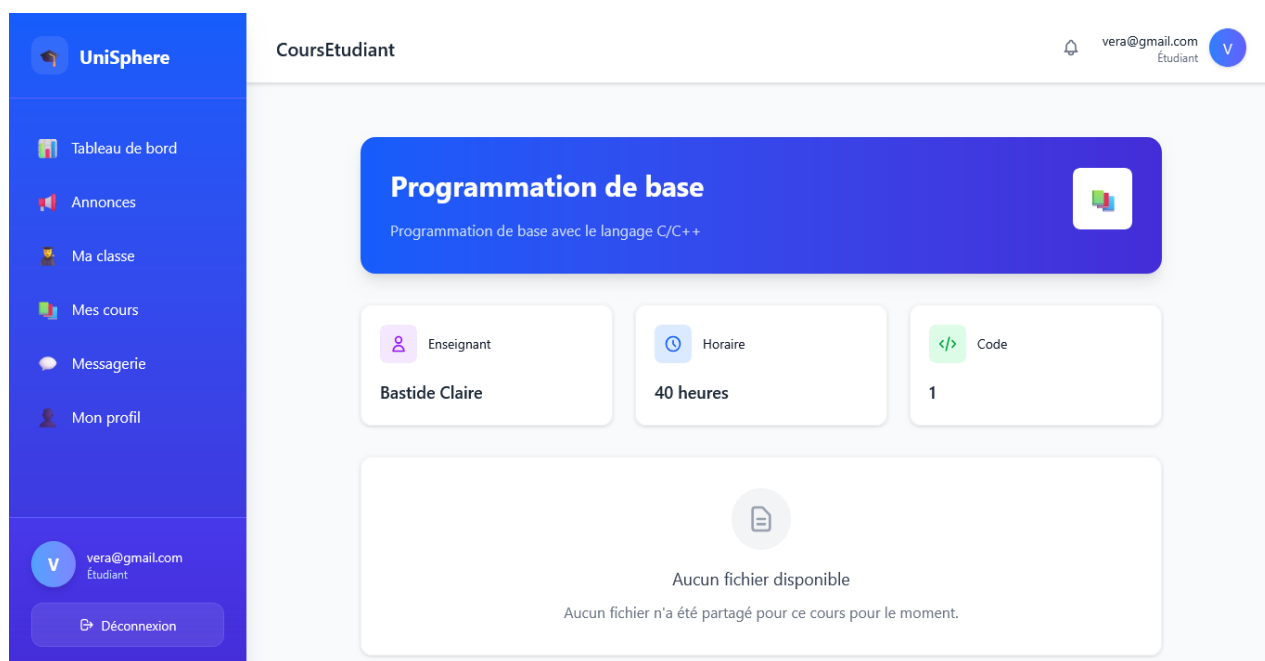 UniSphere
Tableau de bord
Annonces
Ma classe
Mes cours
Messagerie
Mon profil
V
vera@gmail.com
Étudiant
Déconnexion
CoursEtudiant
vera@gmail.com
Étudiant
V
Programmation de base
Programmation de base avec le langage C/C++
Enseignant
Bastide Claire
Horaire
40 heures
</> Code
1
Aucun fichier disponible
Aucun fichier n'a été partagé pour ce cours pour le moment.